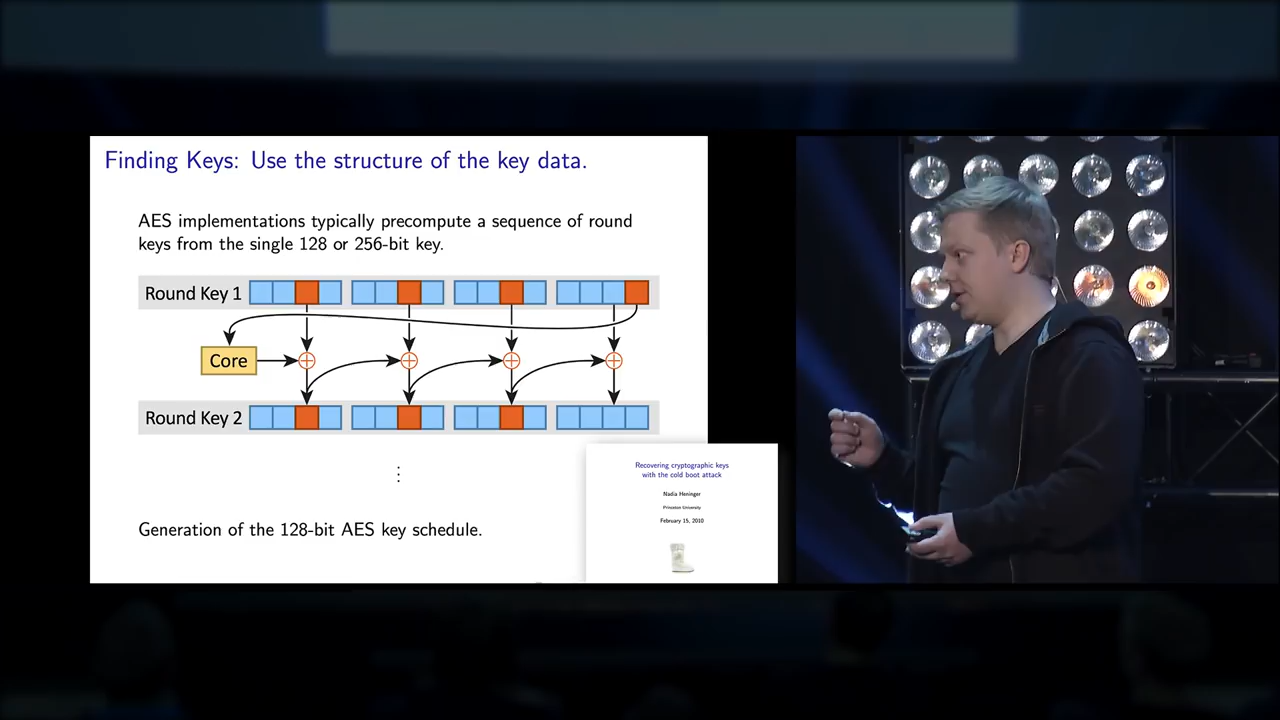 Finding Keys: Use the structure of the key data.
AES implementations typically precompute a sequence of round
keys from the single 128 or 256-bit key.
Round Key 1
Core
Round Key 2
Generation of the 128-bit AES key schedule.
Recovering cryptographic keys
with the cold boot attack
Nadia Heninger
Princeton University
February 15, 2010